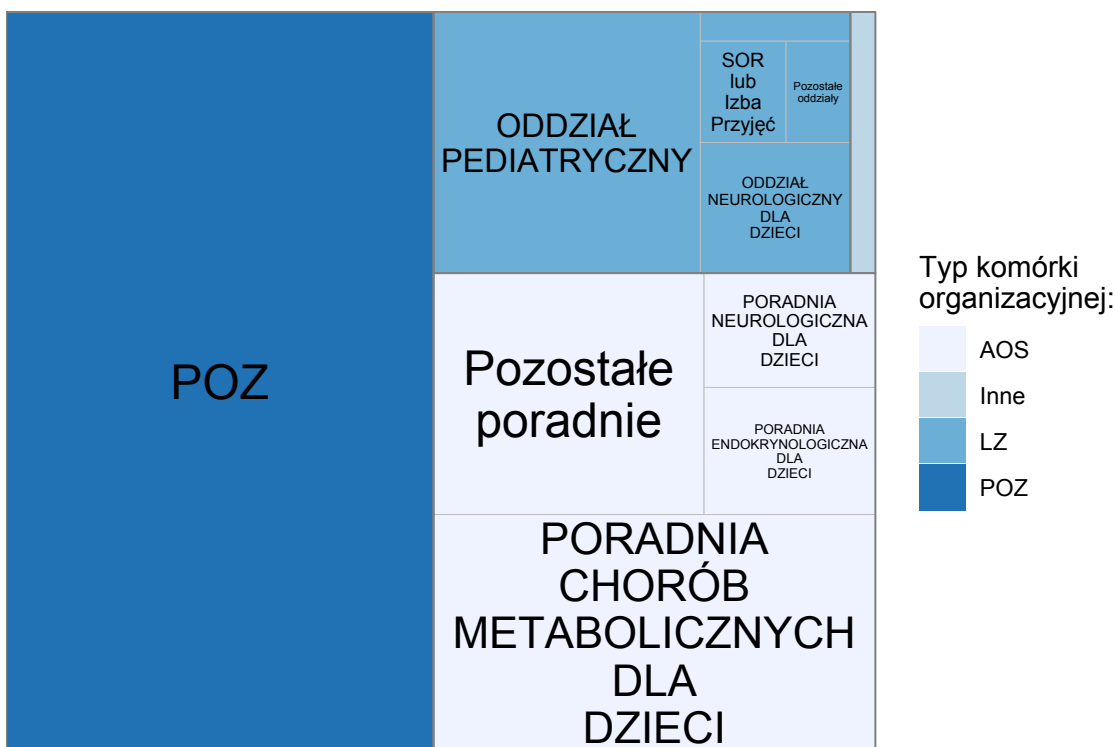 POZ
ODDZIAŁ
PEDIATRYCZNY
SOR
lub
Izba
Przyjęć
Pozostałe
oddziały
ODDZIAŁ
NEUROLOGICZNY
DLA
DZIECI
Pozostałe
poradnie
PORADNIA
NEUROLOGICZNA
DLA
DZIECI
PORADNIA
ENDOKRYNOLOGICZNA
DLA
DZIECI
PORADNIA
CHORÓB
METABOLICZNYCH
DLA
DZIECI
Typ komórki
organizacyjnej:
AOS
Inne
LZ
POZ